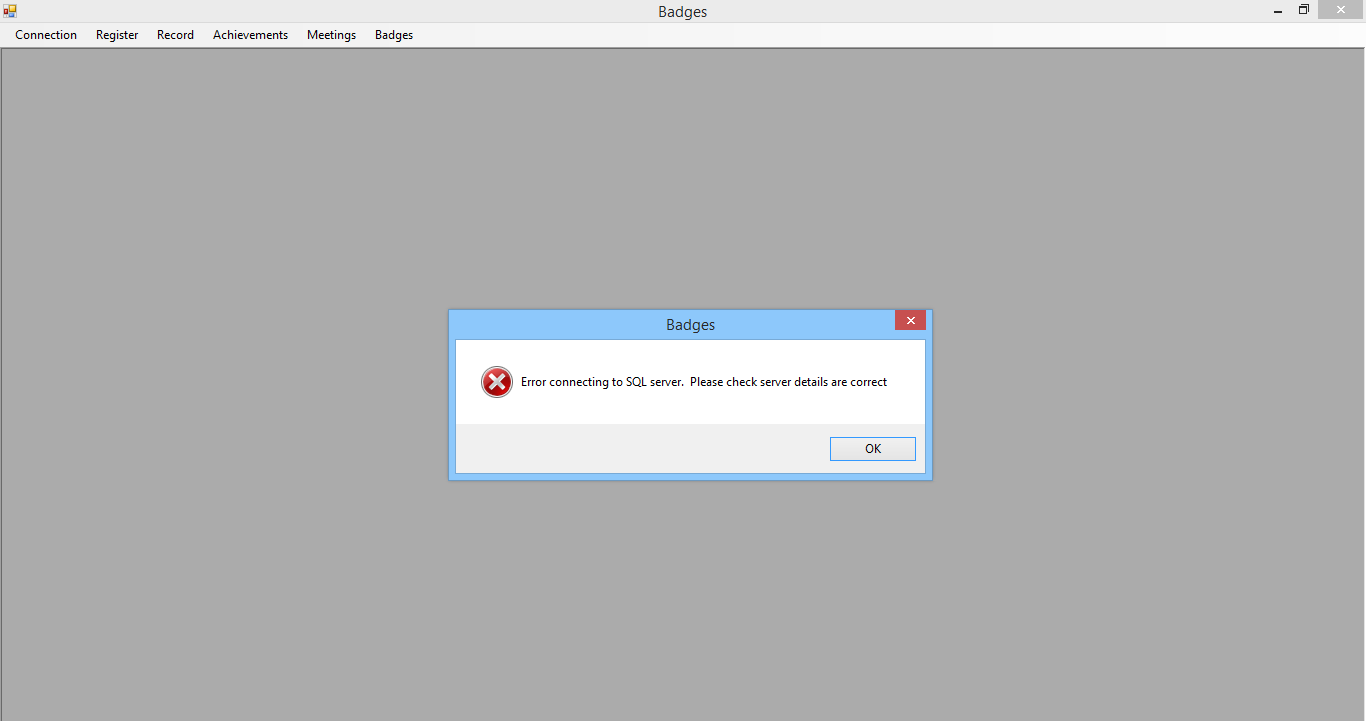 Badges
Connection Register Record Achievements Meetings Badges
Badges
Error connecting to SQL server.  Please check server details are correct
OK